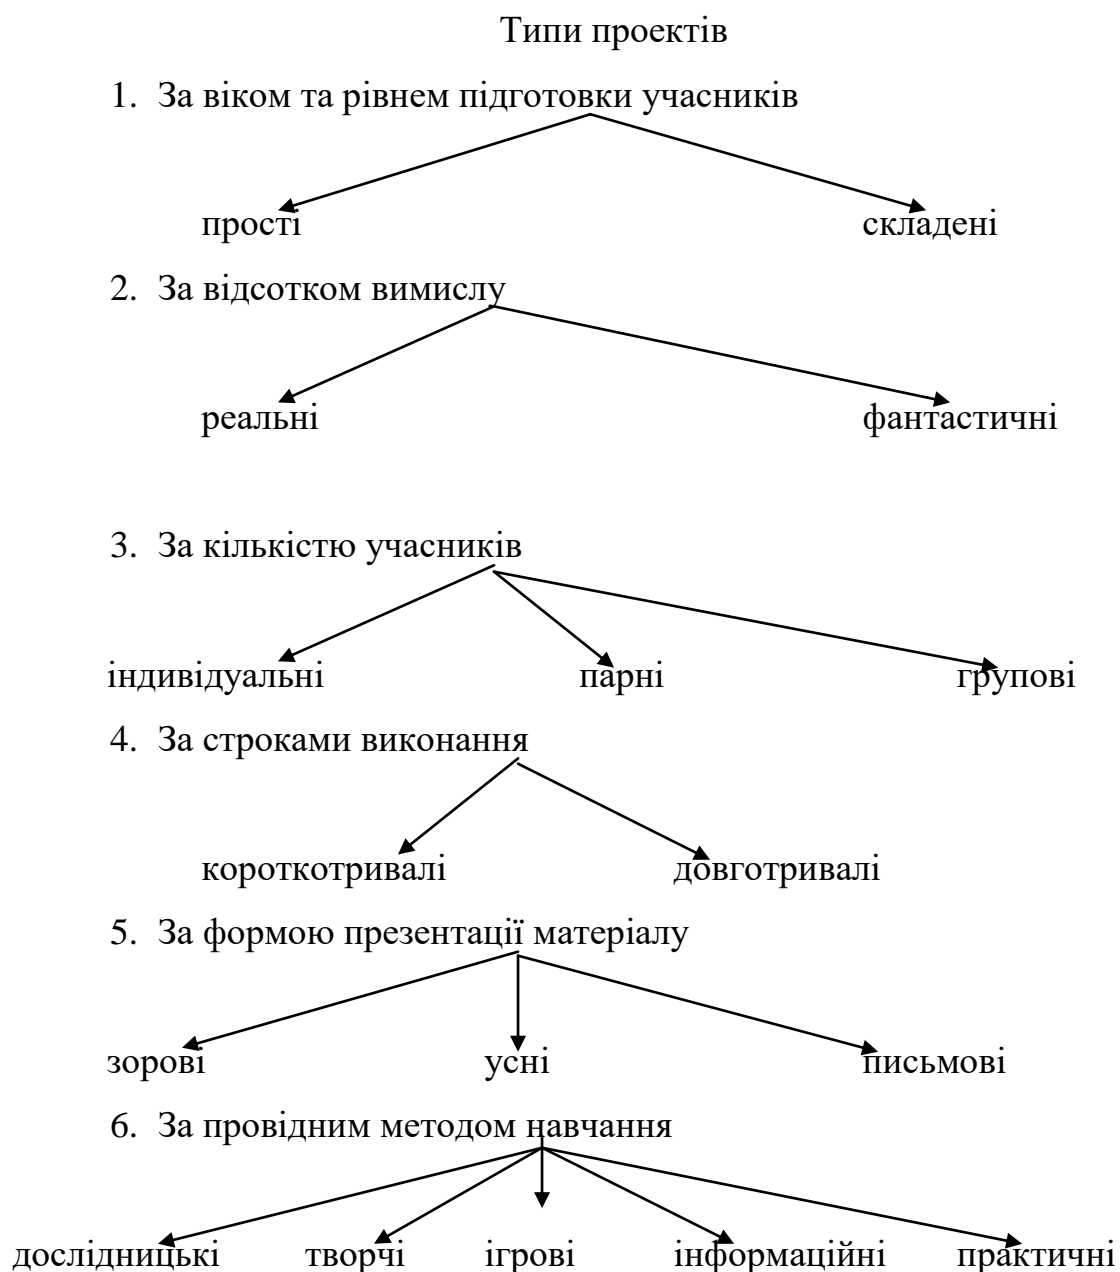 Типи проектів
1. За віком та рівнем підготовки учасників
прості складені
2. За відсотком вимислу
реальні фантастичні
3. За кількістю учасників
індивідуальні парні групові
4. За строками виконання
короткотривалі довготривалі
5. За формою презентації матеріалу
зорові усні письмові
6. За провідним методом навчання
дослідницькі творчі ігрові інформаційні практичні